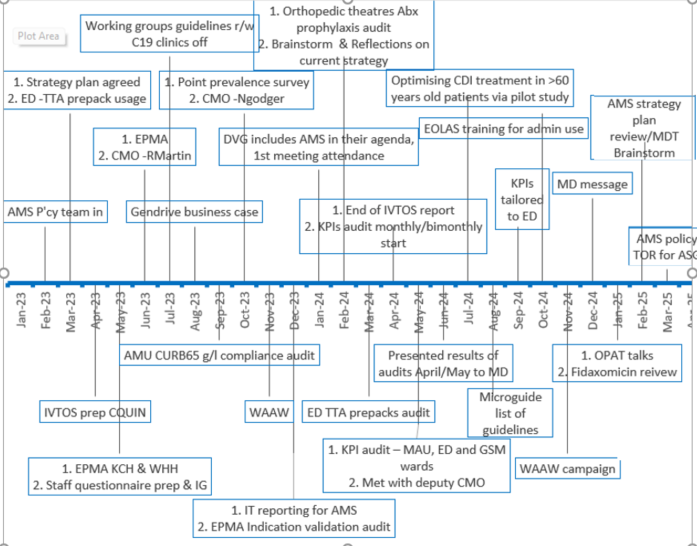 1. Orthopedic theatres Abx
prophylaxis audit
2. Brainstorm & Reflections on
current strategy
Working groups guidelines r/w
C19 clinics off
Plot Area
1. Strategy plan agreed
2. ED -TTA prepack usage
1. Point prevalence survey
2. CMO -Ngodger
Optimising CDI treatment in >60
years old patients via pilot study
AMS strategy
plan
review/MDT
Brainstorm
1. EPMA
2. CMO -RMartin
DVG includes AMS in their agenda,
1st meeting attendance
EOLAS training for admin use
KPIs
tailored
to ED
MD message
AMS P'cy team in
Gendrive business case
1. End of IVTOS report
2. KPIs audit monthly/bimonthly
start
AMS policy
TOR for ASG
Jan-23
Feb-23
Mar-23
Apr-23
May-23
Jun-23
Jul-23
Aug-23
Sep-23
Oct-23
Nov-23
Dec-23
Jan-24
Feb-24
Mar-24
Apr-24
May-24
Jun-24
Jul-24
Aug-24
Sep-24
Oct-24
Nov-24
Dec-24
Jan-25
Feb-25
Mar-25
AMU CURB65 g/l compliance audit
Presented results of
audits April/May to MD
1. OPAT talks
2. Fidaxomicin reivew
IVTOS prep CQUIN
WAAW
ED TTA prepacks audit
Microguide
list of
guidelines
1. KPI audit – MAU, ED and GSM
wards
2. Met with deputy CMO
WAAW campaign
1. EPMA KCH & WHH
2. Staff questionnaire prep & IG
1. IT reporting for AMS
2. EPMA Indication validation audit